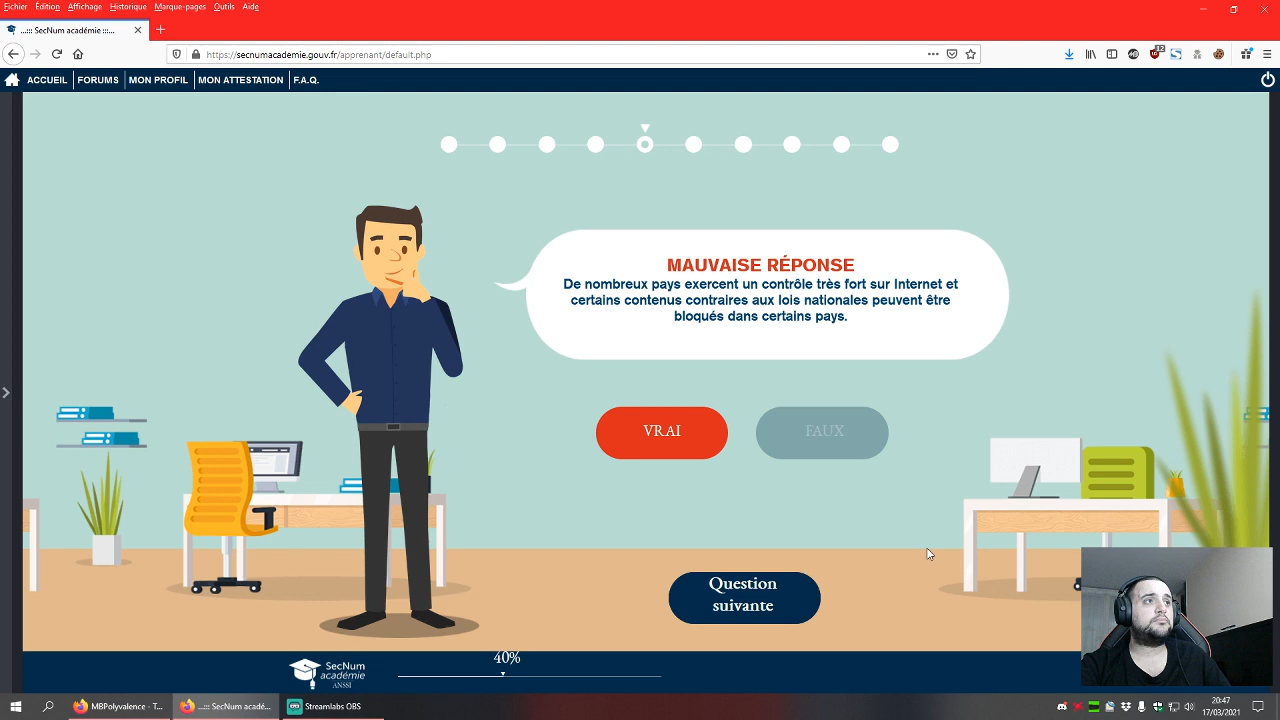 Fichier Édition Affichage Historique Marque-pages Outils Aide
...::: SecNum académie :::...
https://secnumacademie.gouv.fr/apprenant/default.php
12
ACCUEIL FORUMS MON PROFIL MON ATTESTATION F.A.Q.
MAUVAISE RÉPONSE
De nombreux pays exercent un contrôle très fort sur Internet et
certains contenus contraires aux lois nationales peuvent être
bloqués dans certains pays.
VRAI FAUX
Question
suivante
40%
SecNum
académie
ANSSI
MBPolyvalence - T... ...::: SecNum acadé... Streamlabs OBS
20:47
17/03/2021